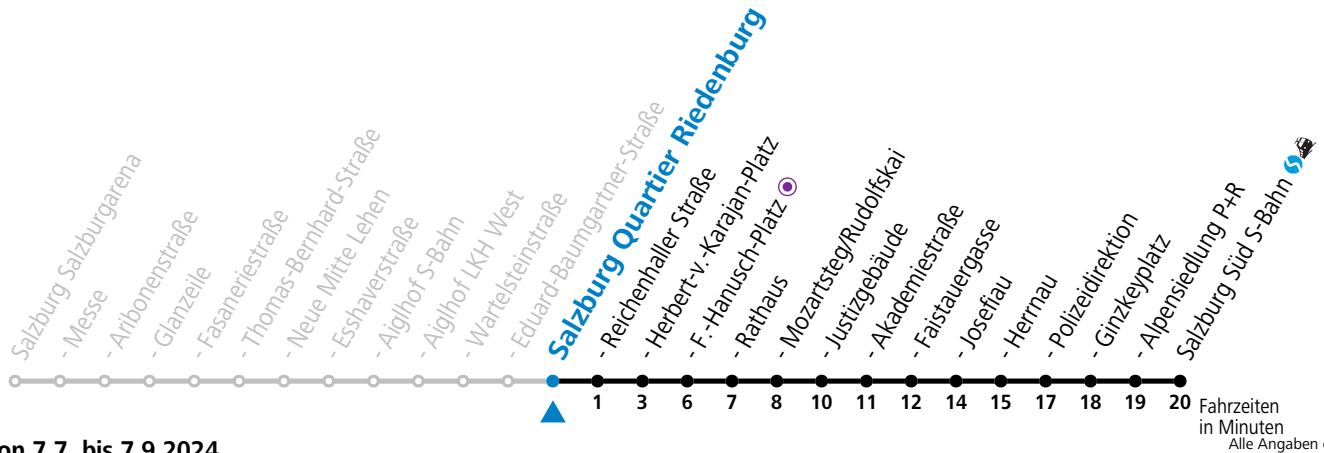 Salzburg Salzburgarena
- Messe
- Aribonenstraße
- Glanzeile
- Fasaneriestraße
- Thomas-Bernhard-Straße
- Neue Mitte Lehen
- Esshaverstraße
- Aiglhof S-Bahn
- Aiglhof LKH West
- Wartelsteinstraße
- Eduard-Baumgartner-Straße
Salzburg Quartier Riedenburg
- Reichenhaller Straße
- Herbert-v.-Karajan-Platz
- F.-Hanusch-Platz
- Rathaus
- Mozartsteg/Rudolfskai
- Justizgebäude
- Akademiestraße
- Faistauergasse
- Josefiau
- Herrnau
- Polizeidirektion
- Ginzkeyplatz
- Alpensiedlung P+R
Salzburg Süd S-Bahn
1 3 6 7 8 10 11 12 14 15 17 18 19 20
Fahrzeiten
in Minuten
Alle Angaben
on 7.7. bis 7.9.2024